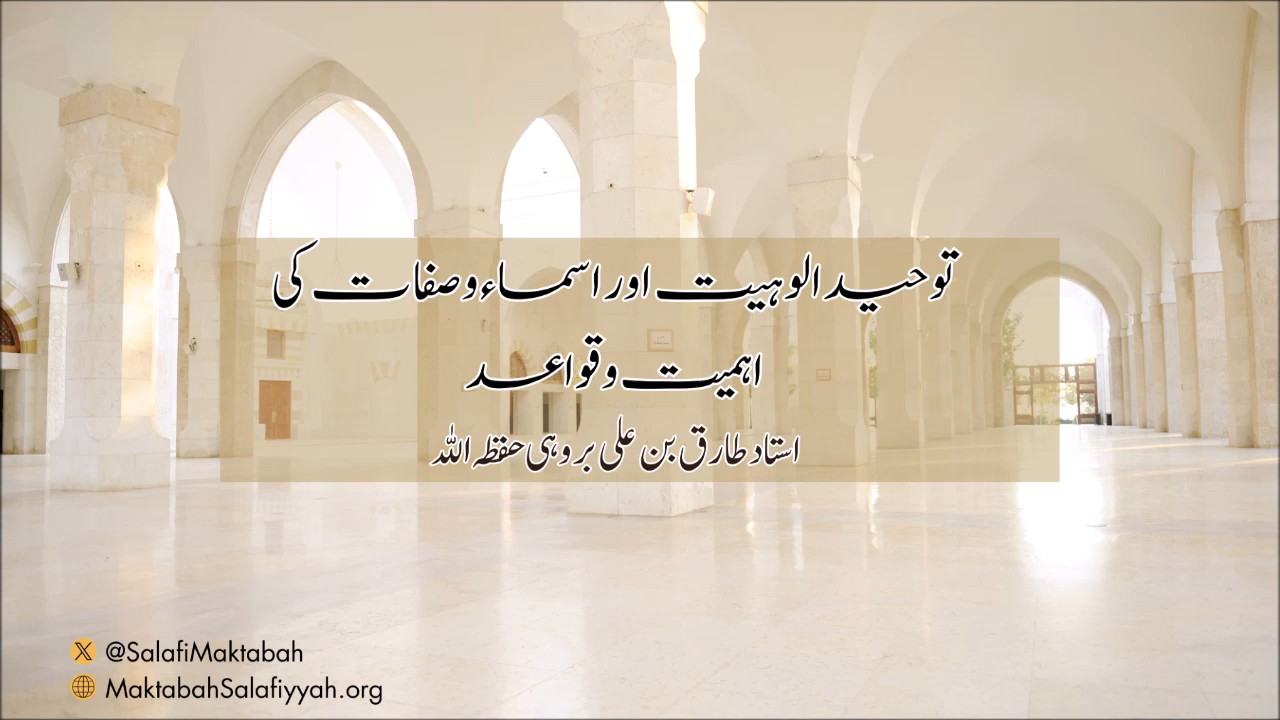 توحید الوہیت اور اسماء وصفات کی
اہمیت وقواعد
استاد طارق بن علی بروہی حفظہ اللہ
@SalafiMaktabah
MaktabahSalafiyyah.org